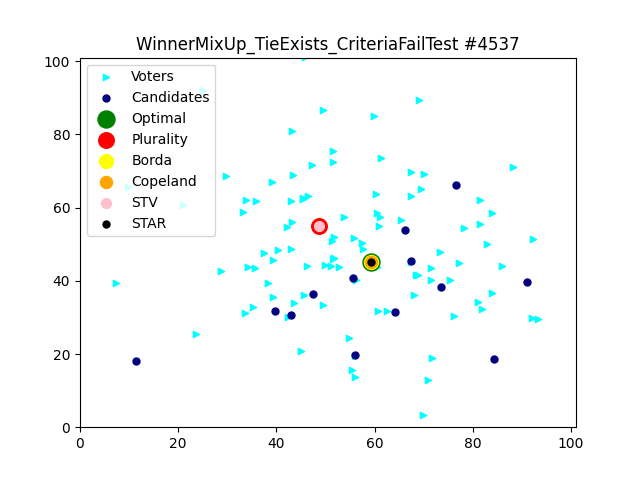 WinnerMixUp_TieExists_CriteriaFailTest #4537
100
80
60
40
20
0
Voters
Candidates
Optimal
Plurality
Borda
Copeland
STV
STAR
0 20 40 60 80 100